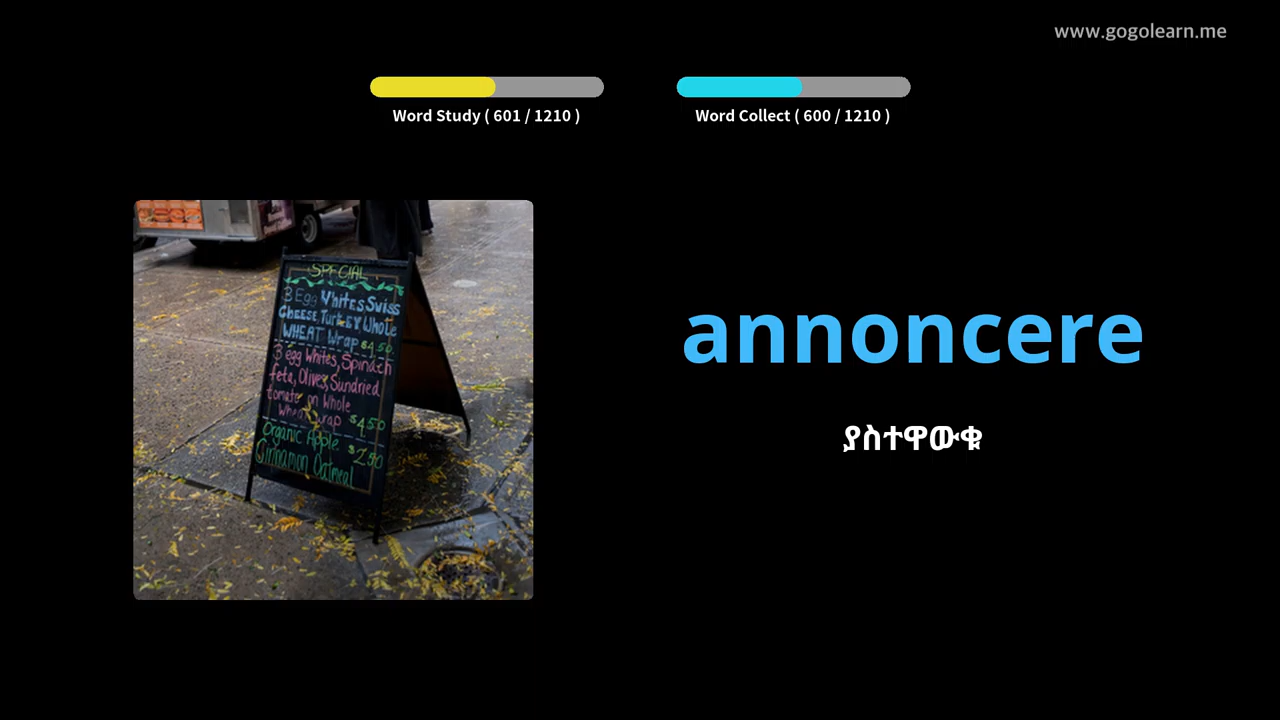 www.gogolearn.me
Word Study ( 601 / 1210 )
Word Collect ( 600 / 1210 )
SPECIAL
3 Egg Whites, Swiss
Cheese, Turkey Whole
WHEAT Wrap $4.50
3 egg Whites, Spinach
feta, Olives, Sundried
tomato on Whole
Wheat Wrap $4.50
Organic Apple
Cinnamon Oatmeal $2.50
annoncere
ያስተዋውቁ